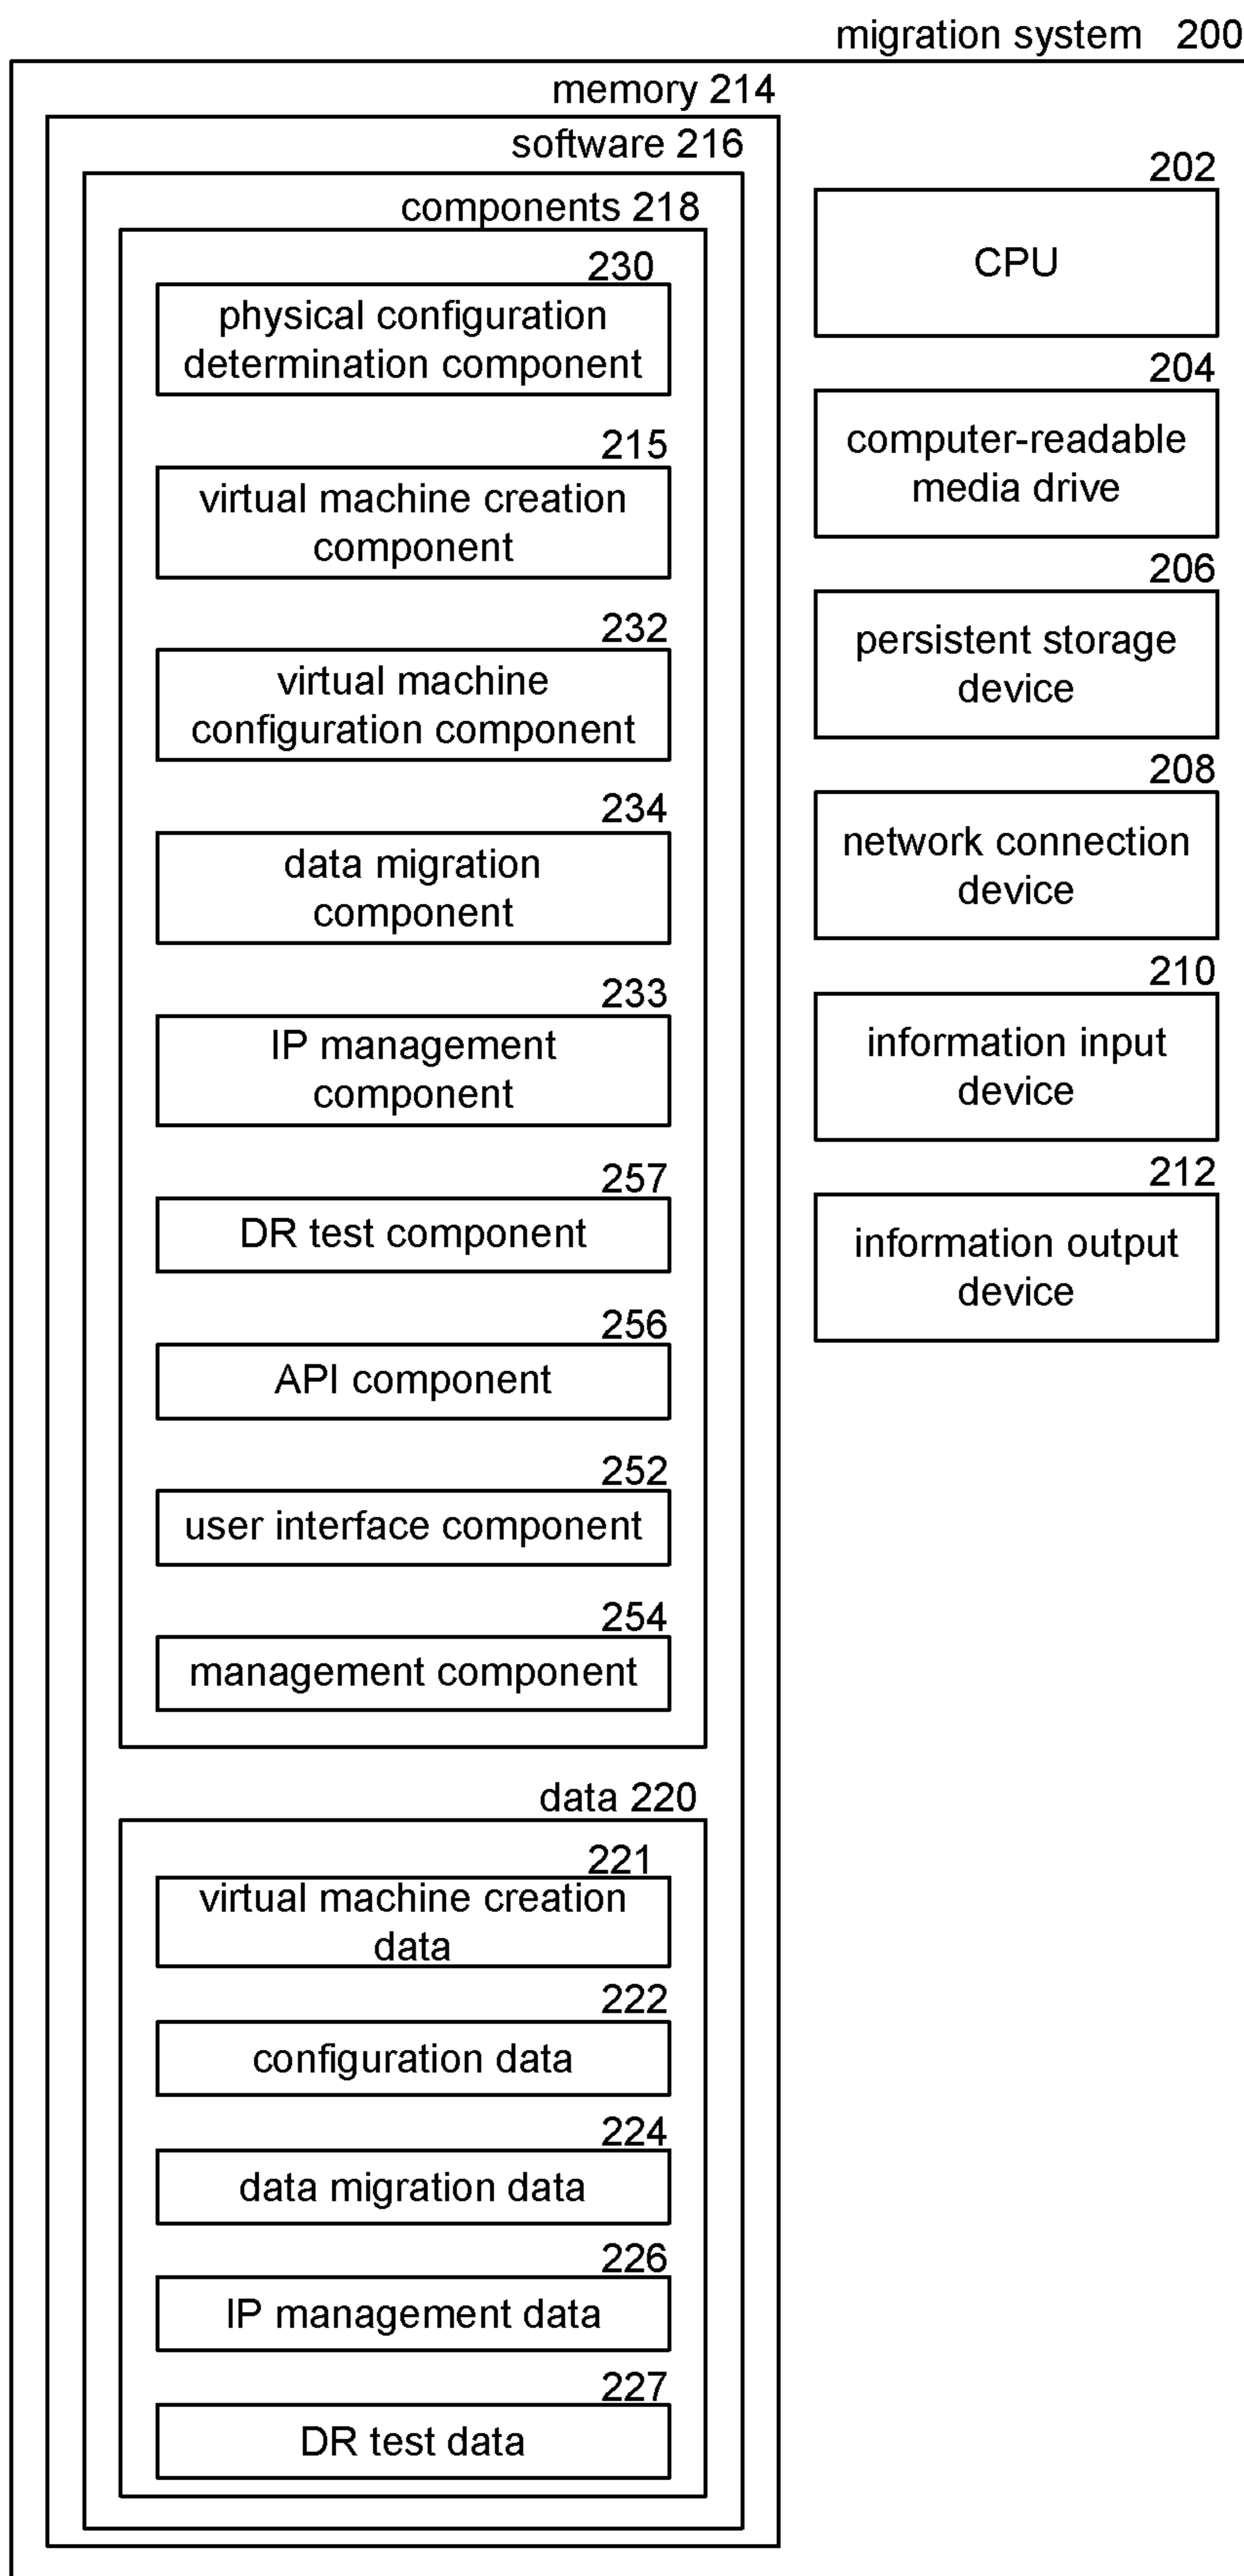 migration system 200
memory 214
software 216
components 218
230
physical configuration
determination component
215
virtual machine creation
component
232
virtual machine
configuration component
234
data migration
component
233
IP management
component
257
DR test component
256
API component
252
user interface component
254
management component
data 220
221
virtual machine creation
data
222
configuration data
224
data migration data
226
IP management data
227
DR test data
202
CPU
204
computer-readable
media drive
206
persistent storage
device
208
network connection
device
210
information input
device
212
information output
device